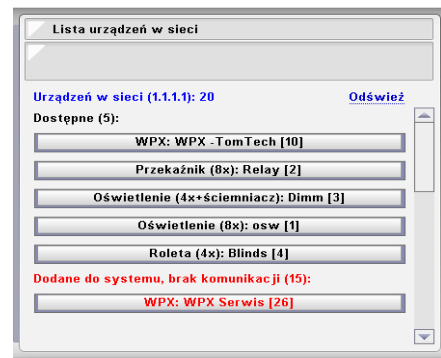 Lista urządzeń w sieci
Urządzeń w sieci (1.1.1.1): 20 Odśwież
Dostępne (5):
WPX: WPX -TomTech [10]
Przekaźnik (8x): Relay [2]
Oświetlenie (4x+ściemniacz): Dimm [3]
Oświetlenie (8x): osw [1]
Roleta (4x): Blinds [4]
Dodane do systemu, brak komunikacji (15):
WPX: WPX Serwis [26]